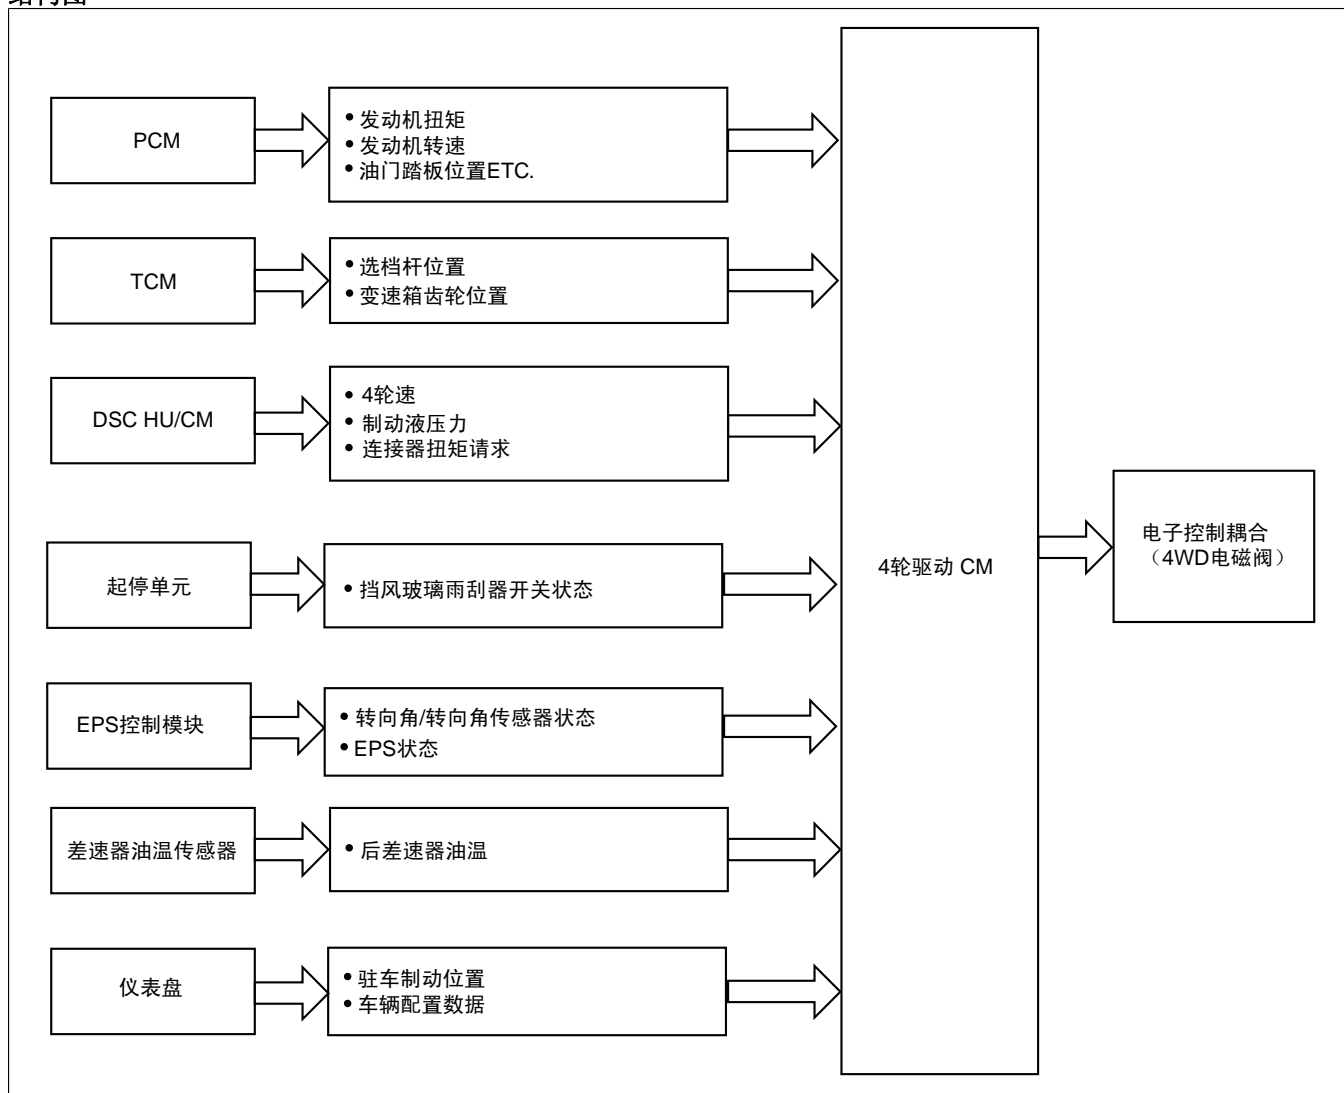 结构图
PCM
• 发动机扭矩
• 发动机转速
• 油门踏板位置ETC.
TCM
• 选档杆位置
• 变速箱齿轮位置
DSC HU/CM
• 4轮速
• 制动液压力
• 连接器扭矩请求
起停单元
• 挡风玻璃雨刮器开关状态
EPS控制模块
• 转向角/转向角传感器状态
• EPS状态
差速器油温传感器
• 后差速器油温
仪表盘
• 驻车制动位置
• 车辆配置数据
4轮驱动 CM
电子控制耦合
（4WD电磁阀）